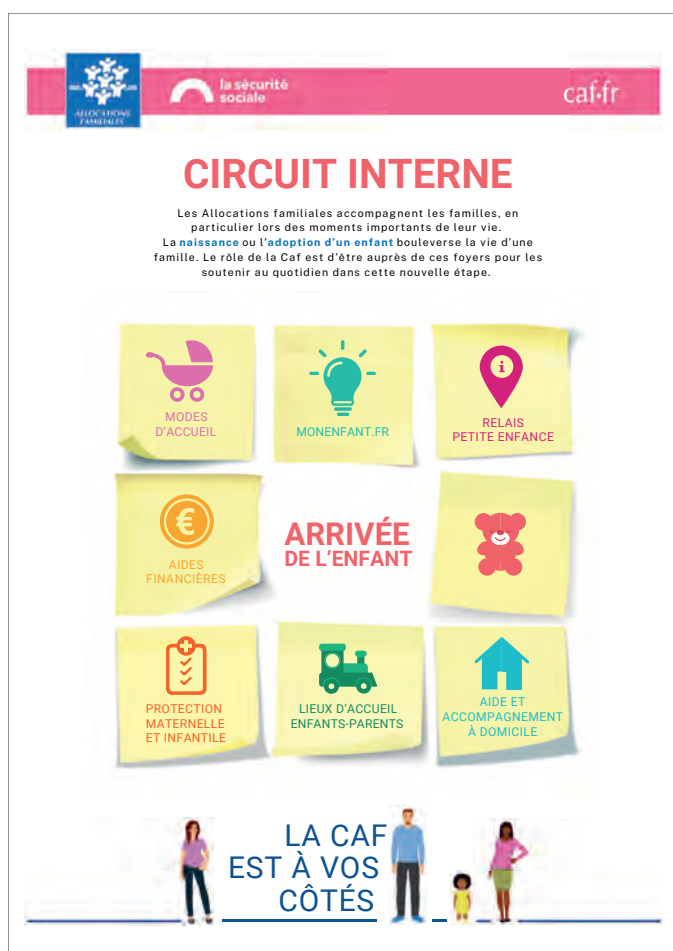 ALLOCATIONS
FAMILIALES
la sécurité
sociale
caf.fr
CIRCUIT INTERNE
Les Allocations familiales accompagnent les familles, en
particulier lors des moments importants de leur vie.
La naissance ou l'adoption d'un enfant bouleverse la vie d'une
famille. Le rôle de la Caf est d'être auprès de ces foyers pour les
soutenir au quotidien dans cette nouvelle étape.
MODES
D'ACCUEIL
MONENFANT.FR
i
RELAIS
PETITE ENFANCE
€
AIDES
FINANCIÈRES
ARRIVÉE
DE L'ENFANT
PROTECTION
MATERNELLE
ET INFANTILE
LIEUX D'ACCUEIL
ENFANTS-PARENTS
AIDE ET
ACCOMPAGNEMENT
À DOMICILE
LA CAF
EST À VOS
CÔTÉS